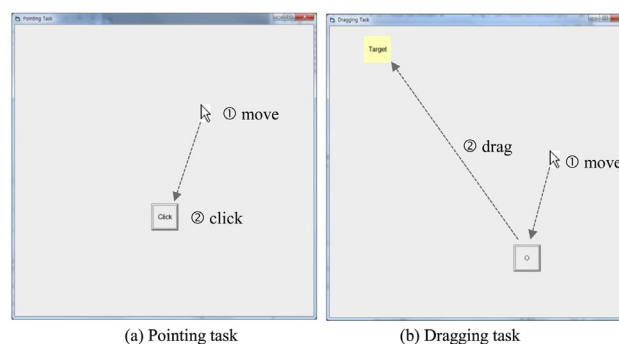 Pointing Task
① move
Click
② click
(a) Pointing task
Dragging Task
Target
② drag
① move
O
(b) Dragging task